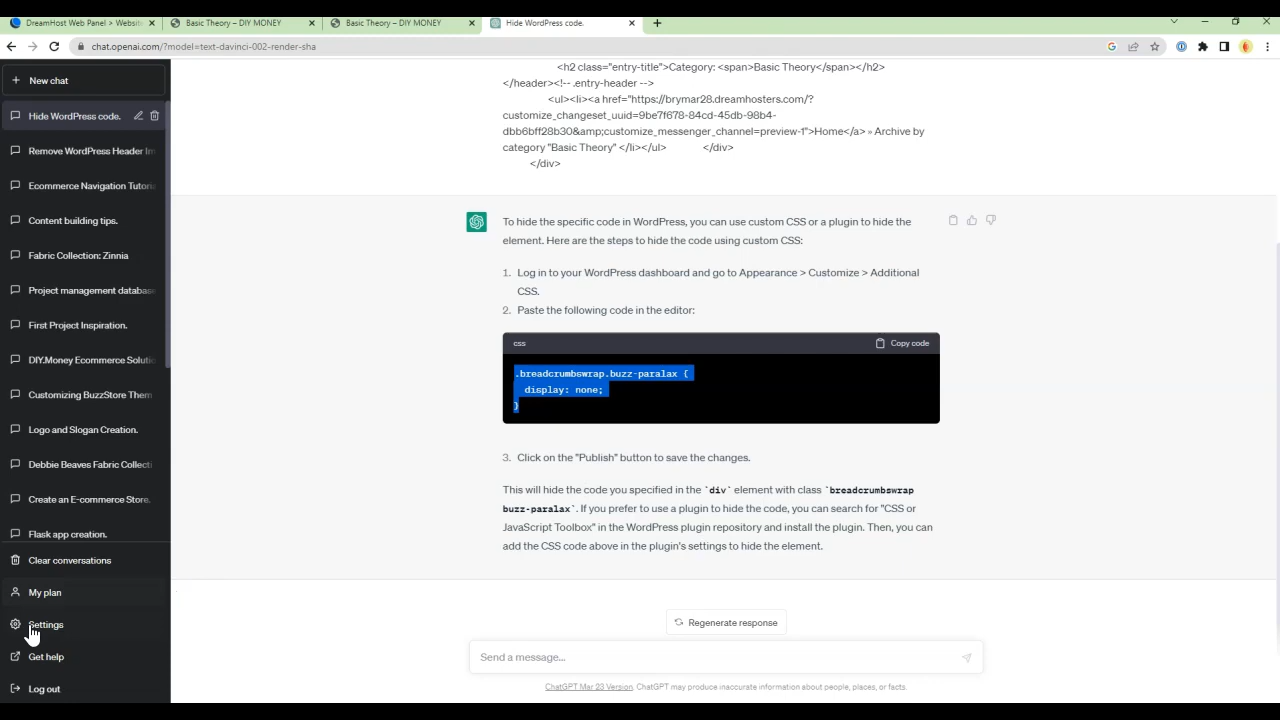 DreamHost Web Panel > Websit
Basic Theory – DIY MONEY
Basic Theory – DIY MONEY
Hide WordPress code.
chat.openai.com/?model=text-davinci-002-render-sha
New chat
Hide WordPress code.
Remove WordPress Header Im
Ecommerce Navigation Tutoria
Content building tips.
Fabric Collection: Zinnia
Project management database
First Project Inspiration.
DIY.Money Ecommerce Solutio
Customizing BuzzStore Them
Logo and Slogan Creation.
Debbie Beaves Fabric Collecti
Create an E-commerce Store.
Flask app creation.
Clear conversations
My plan
Settings
Get help
Log out
<h2 class="entry-title">Category: <span>Basic Theory</span></h2>
</header><!-- .entry-header -->
<ul><li><a href="https://brymar28.dreamhosters.com/?
customize_changeset_uuid=9be7f678-84cd-45db-98b4-
dbb6bff28b30&amp;customize_messenger_channel=preview-1">Home</a> » Archive by
category "Basic Theory" </li></ul> </div>
</div>
To hide the specific code in WordPress, you can use custom CSS or a plugin to hide the
element. Here are the steps to hide the code using custom CSS:
1. Log in to your WordPress dashboard and go to Appearance > Customize > Additional
CSS.
2. Paste the following code in the editor:
css
Copy code
.breadcrumbswrap.buzz-paralax {
display: none;
}
3. Click on the "Publish" button to save the changes.
This will hide the code you specified in the `div` element with class `breadcrumbswrap
buzz-paralax`. If you prefer to use a plugin to hide the code, you can search for "CSS or
JavaScript Toolbox" in the WordPress plugin repository and install the plugin. Then, you can
add the CSS code above in the plugin's settings to hide the element.
Regenerate response
Send a message...
ChatGPT Mar 23 Version. ChatGPT may produce inaccurate information about people, places, or facts.